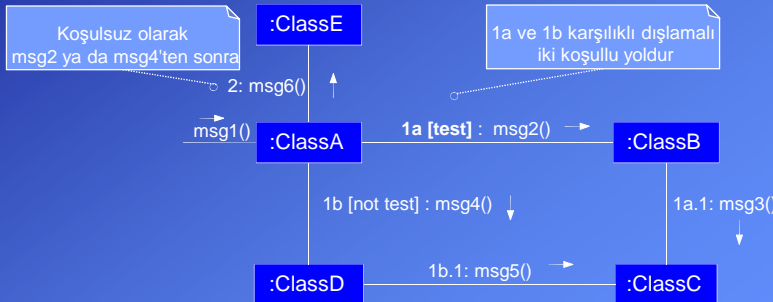 Koşulsuz olarak
msg2 ya da msg4'ten sonra
:ClassE
1a ve 1b karşılıklı dışlamalı
iki koşullu yoldur
2: msg6()
msg1()
:ClassA
1a [test] : msg2()
:ClassB
1b [not test] : msg4()
1a.1: msg3()
:ClassD
1b.1: msg5()
:ClassC